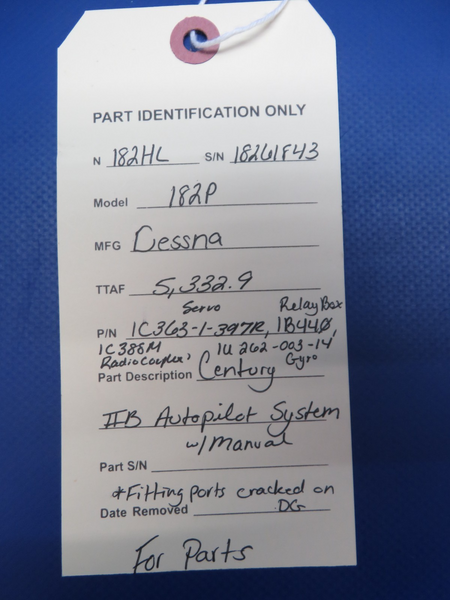 PART IDENTIFICATION ONLY
N 182HL S/N 18261843
Model 182P
MFG Cessna
TTAF 5,332.9
Servo Relay Box
P/N 1C363-1-397R, 1B440,
1C388M 1U262-003-14
Radio Coupler, Gyro
Part Description Century
IIB Autopilot System
w/ Manual
Part S/N
*Fitting ports cracked on
Date Removed DG
For Parts